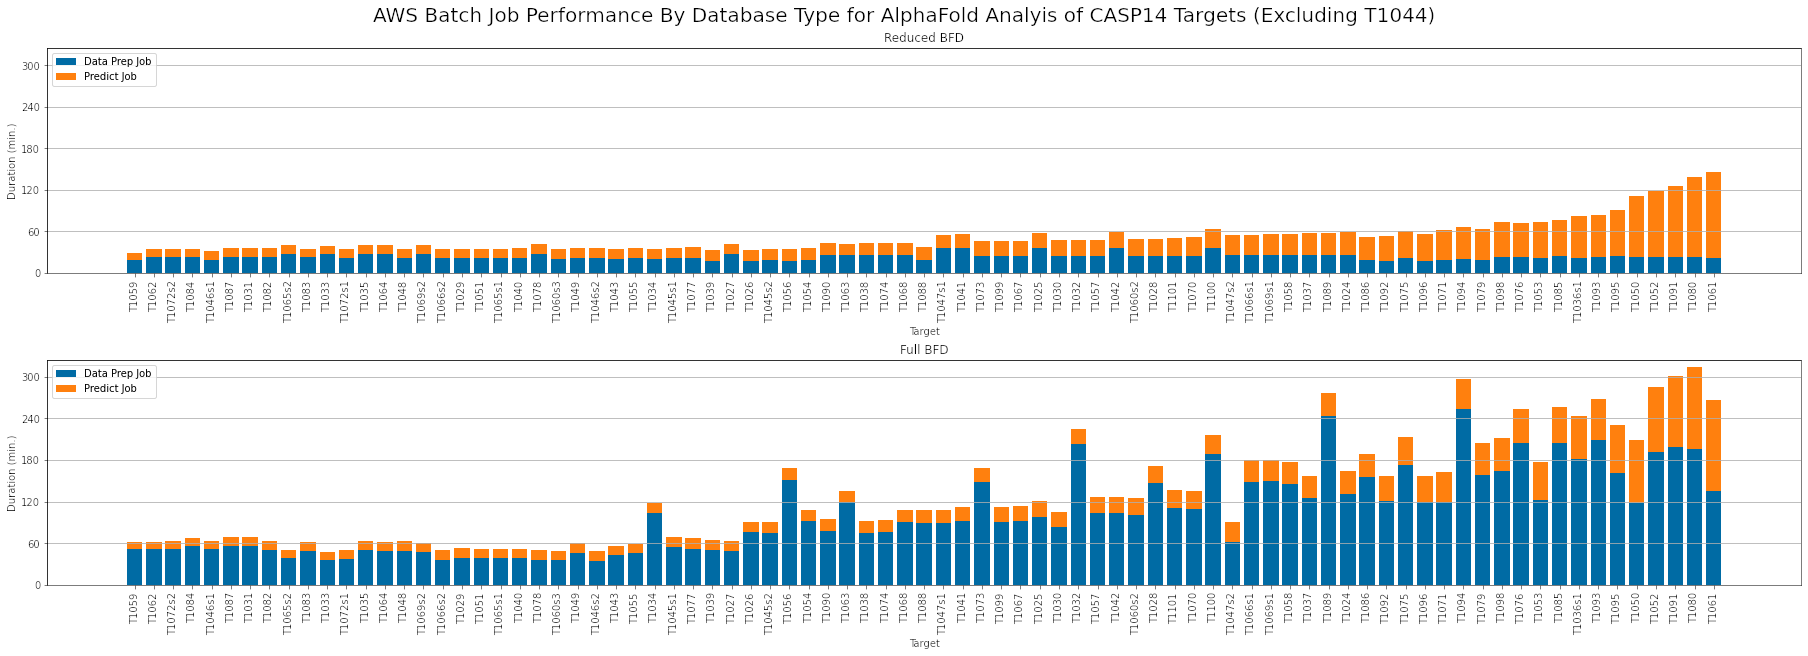 AWS Batch Job Performance By Database Type for AlphaFold Analyis of CASP14 Targets (Excluding T1044)
Reduced BFD
Data Prep Job
Predict Job
300
240
180
120
60
0
Duration (min.)
T1059 T1062 T1072s2 T1084 T1046s1 T1087 T1031 T1082 T1065s2 T1083 T1033 T1072s1 T1035 T1064 T1048 T1069s2 T1066s2 T1029 T1051 T1065s1 T1040 T1078 T1060s3 T1049 T1046s2 T1043 T1055 T1034 T1045s1 T1077 T1039 T1027 T1026 T1045s2 T1056 T1054 T1090 T1063 T1038 T1074 T1068 T1088 T1047s1 T1041 T1073 T1099 T1067 T1025 T1030 T1032 T1057 T1042 T1060s2 T1028 T1101 T1070 T1100 T1047s2 T1066s1 T1069s1 T1058 T1037 T1089 T1024 T1086 T1092 T1075 T1096 T1071 T1094 T1079 T1098 T1076 T1053 T1085 T1036s1 T1093 T1095 T1050 T1052 T1091 T1080 T1061
Target
Full BFD
Data Prep Job
Predict Job
300
240
180
120
60
0
Duration (min.)
T1059 T1062 T1072s2 T1084 T1046s1 T1087 T1031 T1082 T1065s2 T1083 T1033 T1072s1 T1035 T1064 T1048 T1069s2 T1066s2 T1029 T1051 T1065s1 T1040 T1078 T1060s3 T1049 T1046s2 T1043 T1055 T1034 T1045s1 T1077 T1039 T1027 T1026 T1045s2 T1056 T1054 T1090 T1063 T1038 T1074 T1068 T1088 T1047s1 T1041 T1073 T1099 T1067 T1025 T1030 T1032 T1057 T1042 T1060s2 T1028 T1101 T1070 T1100 T1047s2 T1066s1 T1069s1 T1058 T1037 T1089 T1024 T1086 T1092 T1075 T1096 T1071 T1094 T1079 T1098 T1076 T1053 T1085 T1036s1 T1093 T1095 T1050 T1052 T1091 T1080 T1061
Target